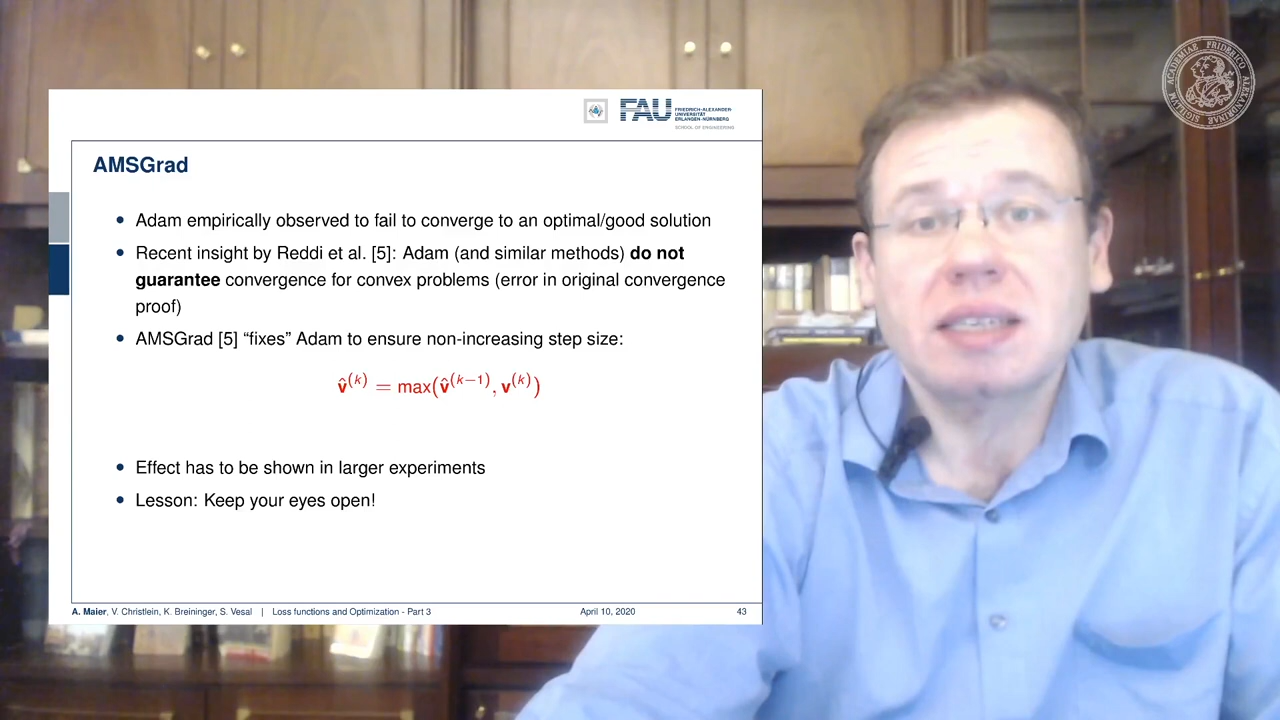 ACADEMIAE FRIDERICO ALEXANDRINAE SIGILLVM
FAU FRIEDRICH-ALEXANDER-
UNIVERSITÄT
ERLANGEN-NÜRNBERG
SCHOOL OF ENGINEERING
AMSGrad
• Adam empirically observed to fail to converge to an optimal/good solution
• Recent insight by Reddi et al. [5]: Adam (and similar methods) do not
guarantee convergence for convex problems (error in original convergence
proof)
• AMSGrad [5] “fixes” Adam to ensure non-increasing step size:
v̂^(k) = max(v̂^(k−1), v^(k))
• Effect has to be shown in larger experiments
• Lesson: Keep your eyes open!
A. Maier, V. Christlein, K. Breininger, S. Vesal | Loss functions and Optimization - Part 3 April 10, 2020 43